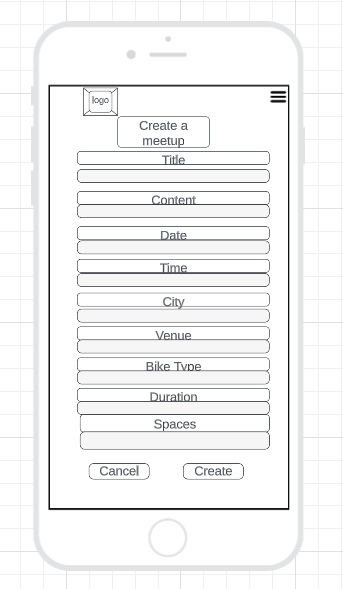 logo
Create a
meetup
Title
Content
Date
Time
City
Venue
Bike Type
Duration
Spaces
Cancel Create